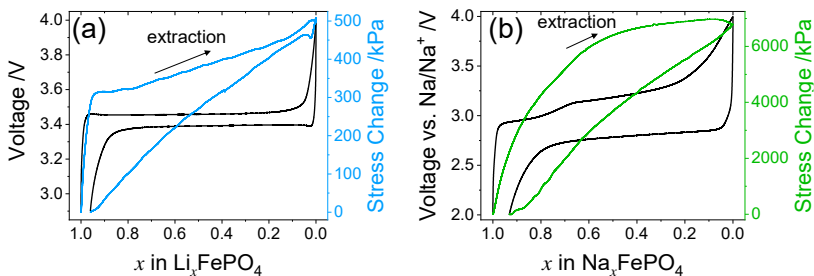 (a)
extraction
Voltage /V
4.0
3.8
3.6
3.4
3.2
3.0
500
400
300
200
100
0
Stress Change /kPa
1.0 0.8 0.6 0.4 0.2 0.0
x in LiₓFePO₄
(b)
extraction
Voltage vs. Na/Na⁺ /V
4.0
3.5
3.0
2.5
2.0
6000
4000
2000
0
Stress Change /kPa
1.0 0.8 0.6 0.4 0.2 0.0
x in NaₓFePO₄